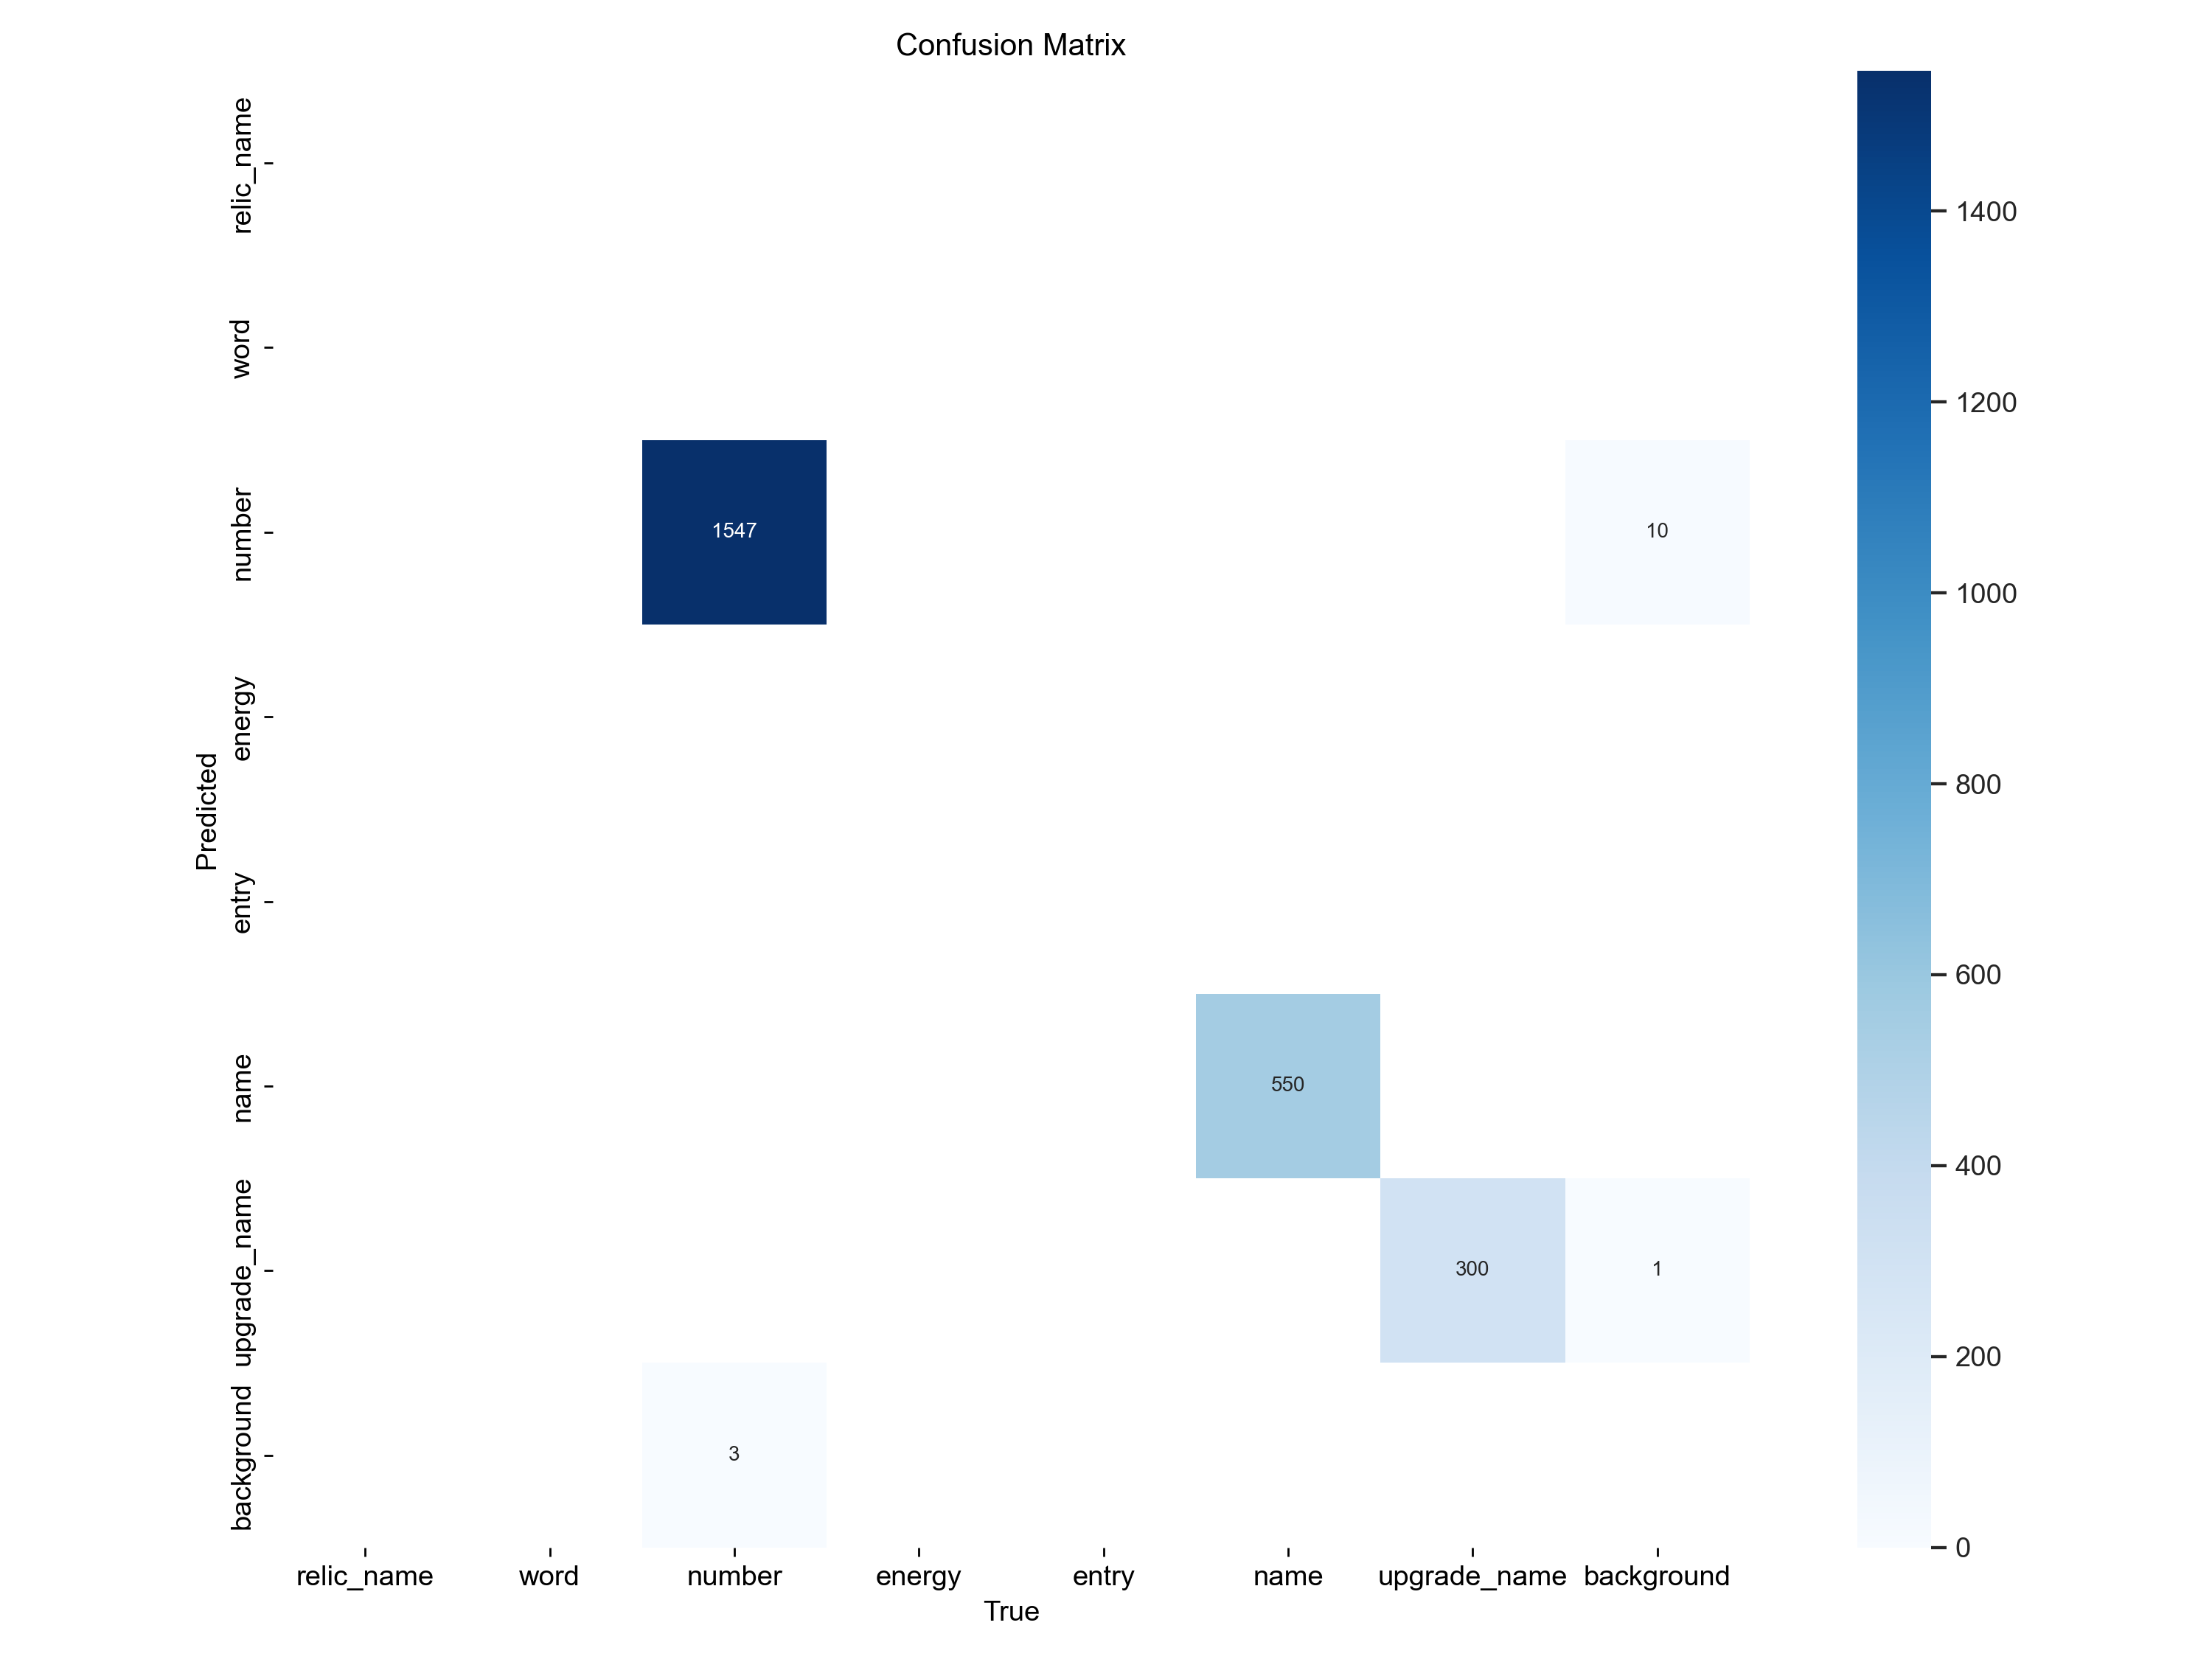 Confusion Matrix
Predicted
relic_name
word
number
energy
entry
name
upgrade_name
background
1547
10
550
300
1
3
relic_name word number energy entry name upgrade_name background
True
1400
1200
1000
800
600
400
200
0